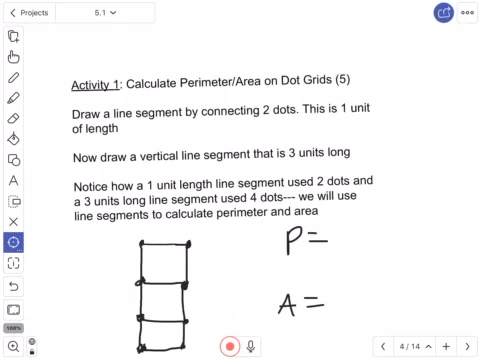 Projects
5.1
Activity 1: Calculate Perimeter/Area on Dot Grids (5)
Draw a line segment by connecting 2 dots. This is 1 unit
of length
Now draw a vertical line segment that is 3 units long
Notice how a 1 unit length line segment used 2 dots and
a 3 units long line segment used 4 dots--- we will use
line segments to calculate perimeter and area
P=
A=
100%
4 / 14